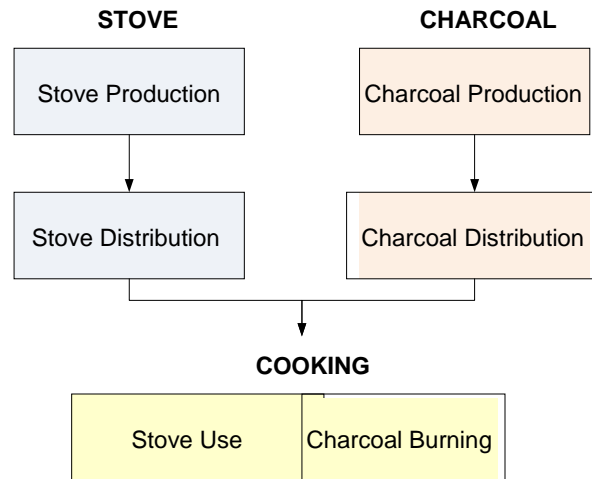 STOVE
CHARCOAL
Stove Production
Charcoal Production
Stove Distribution
Charcoal Distribution
COOKING
Stove Use
Charcoal Burning